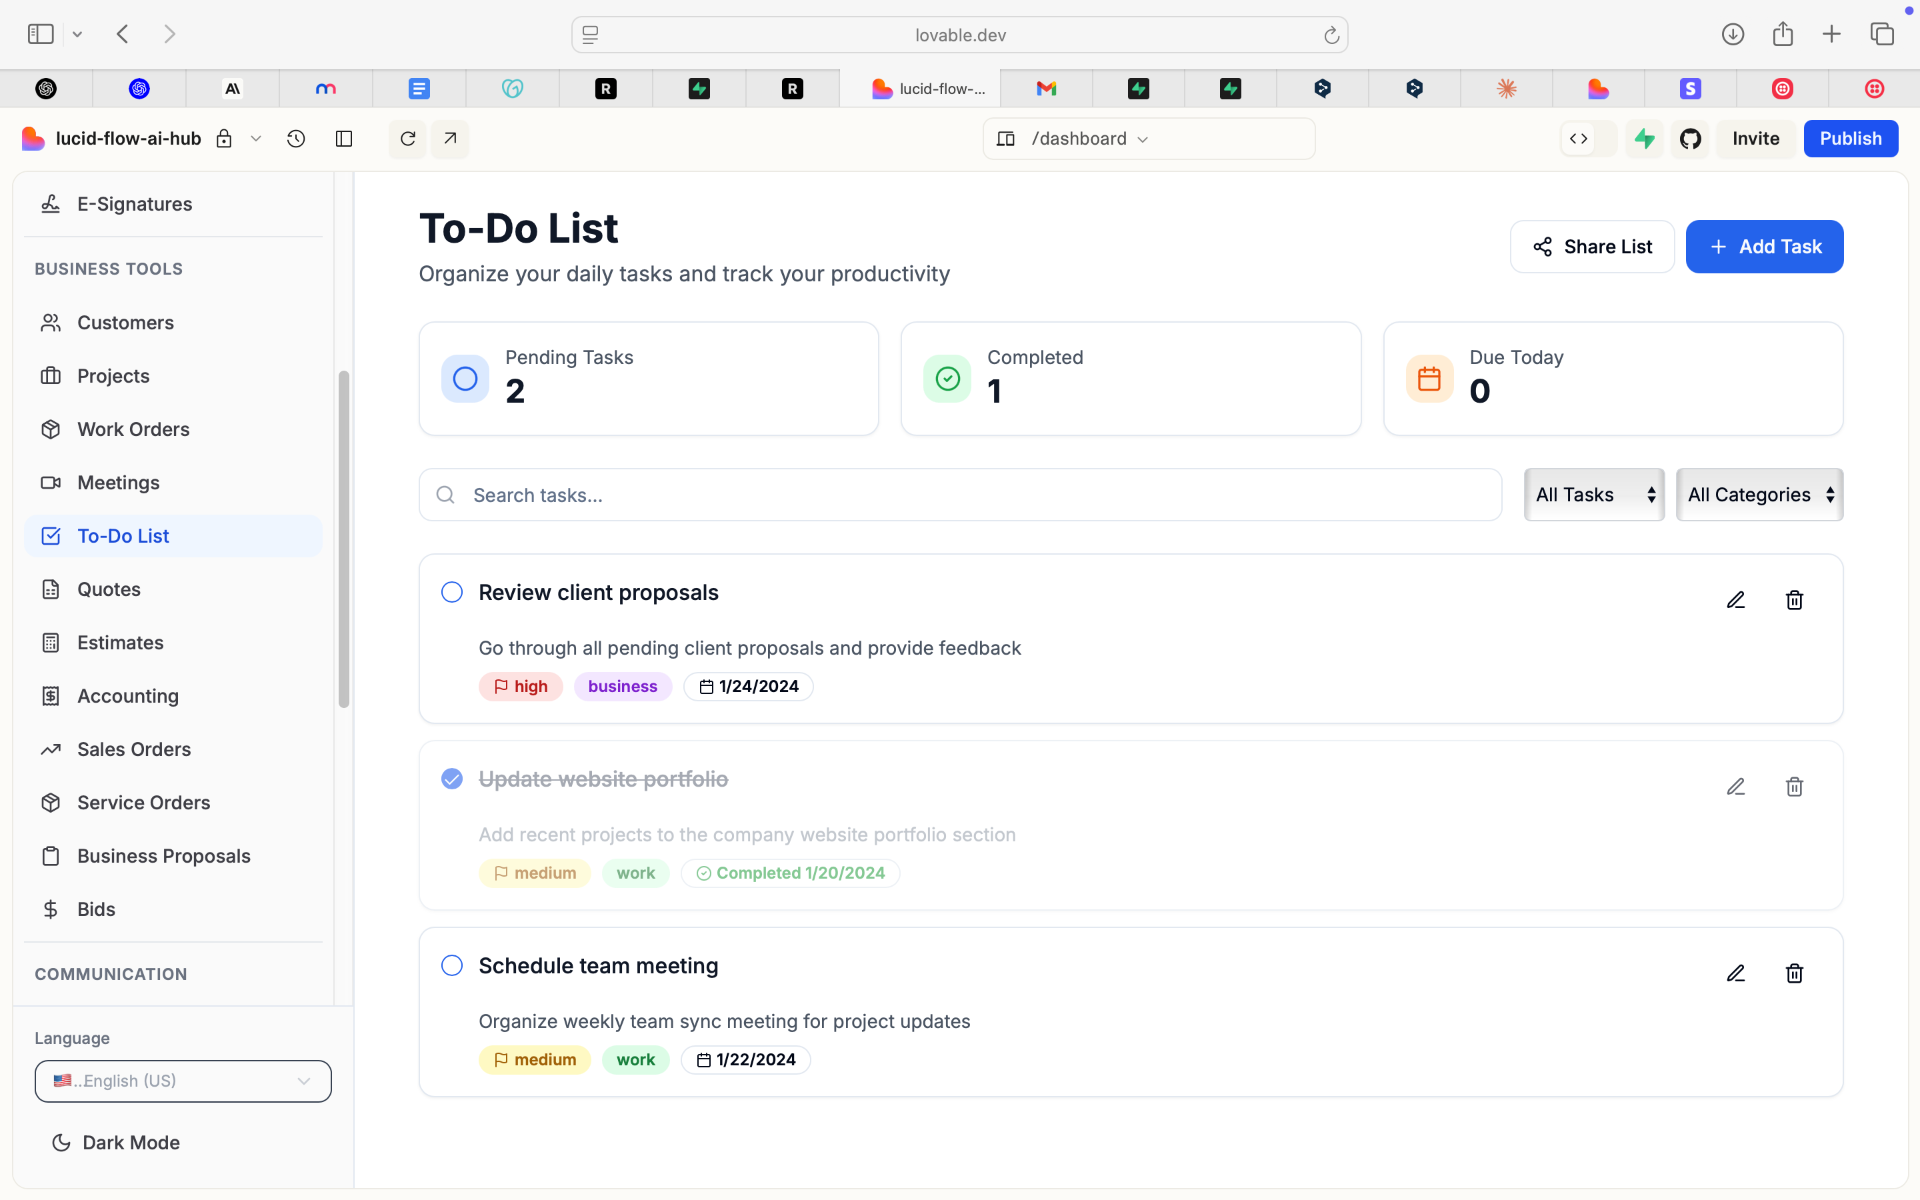 lovable.dev
lucid-flow-...
lucid-flow-ai-hub
/dashboard
Invite
Publish
E-Signatures
BUSINESS TOOLS
Customers
Projects
Work Orders
Meetings
To-Do List
Quotes
Estimates
Accounting
Sales Orders
Service Orders
Business Proposals
Bids
COMMUNICATION
Language
...English (US)
Dark Mode
To-Do List
Organize your daily tasks and track your productivity
Share List
Add Task
Pending Tasks
2
Completed
1
Due Today
0
Search tasks...
All Tasks
All Categories
Review client proposals
Go through all pending client proposals and provide feedback
high business 1/24/2024
Update website portfolio
Add recent projects to the company website portfolio section
medium work Completed 1/20/2024
Schedule team meeting
Organize weekly team sync meeting for project updates
medium work 1/22/2024